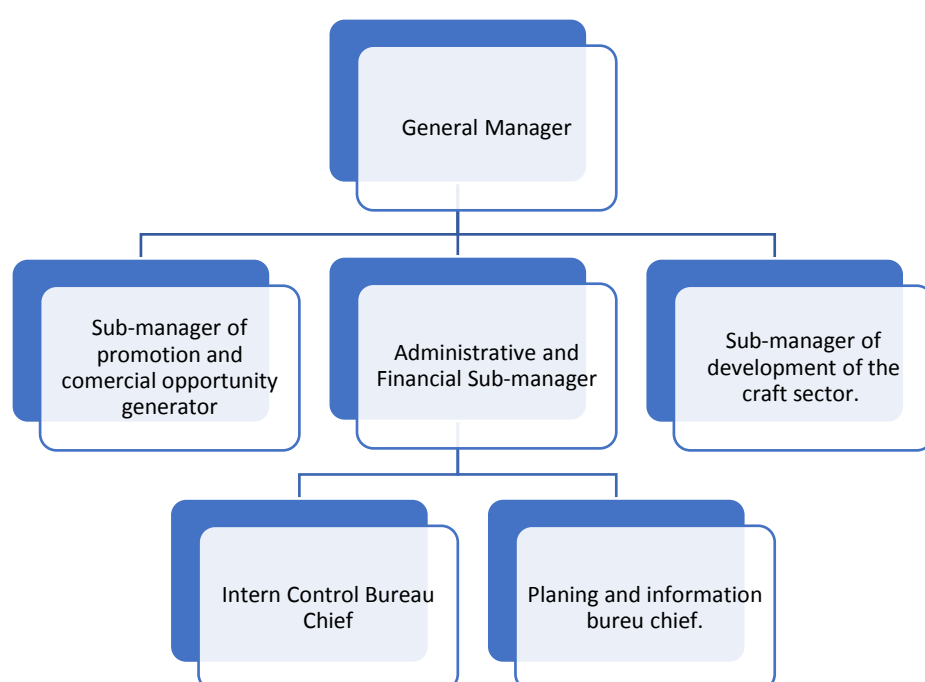 General Manager
Sub-manager of
promotion and
comercial opportunity
generator
Administrative and
Financial Sub-manager
Sub-manager of
development of the
craft sector.
Intern Control Bureau
Chief
Planing and information
bureu chief.